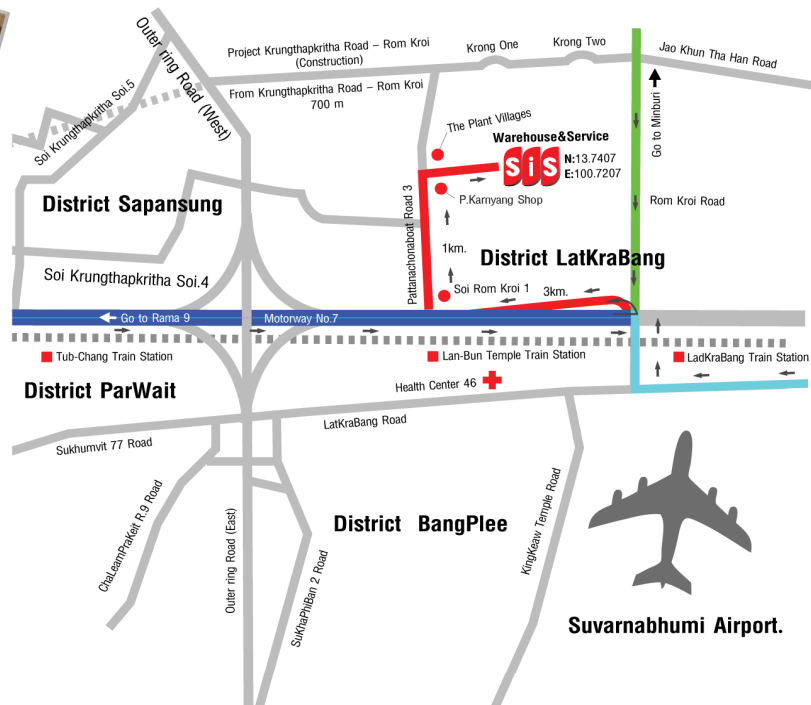 Outer ring Road (West)
Project Krungthapkritha Road – Rom Kroi
(Construction)
Krong One
Krong Two
Jao Khun Tha Han Road
From Krungthapkritha Road – Rom Kroi
700 m
Soi Krungthapkritha Soi.5
The Plant Villages
Go to Minburi
Warehouse&Service
sis
N:13.7407
E:100.7207
District Sapansung
Pattanachonaboat Road 3
P.Karnyang Shop
Rom Kroi Road
1km.
District LatKraBang
Soi Krungthapkritha Soi.4
Soi Rom Kroi 1
3km.
Go to Rama 9
Motorway No.7
Tub-Chang Train Station
Lan-Bun Temple Train Station
LadKraBang Train Station
District ParWait
Health Center 46
LatKraBang Road
Sukhumvit 77 Road
ChaLeamPraKeit R.9 Road
Outer ring Road (East)
SuKhaPhiBan 2 Road
District BangPlee
KingKeaw Temple Road
Suvarnabhumi Airport.